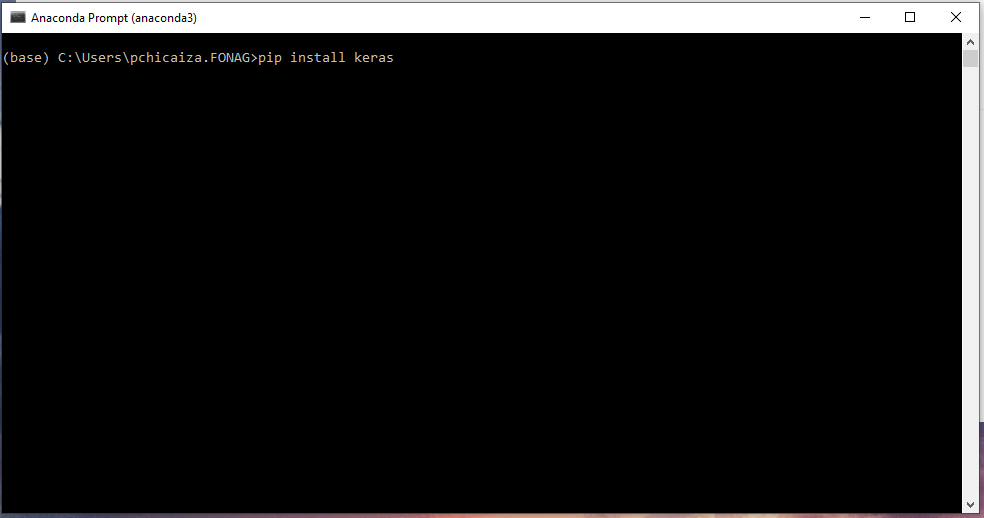 Anaconda Prompt (anaconda3)
(base) C:\Users\pchicaiza.FONAG>pip install keras